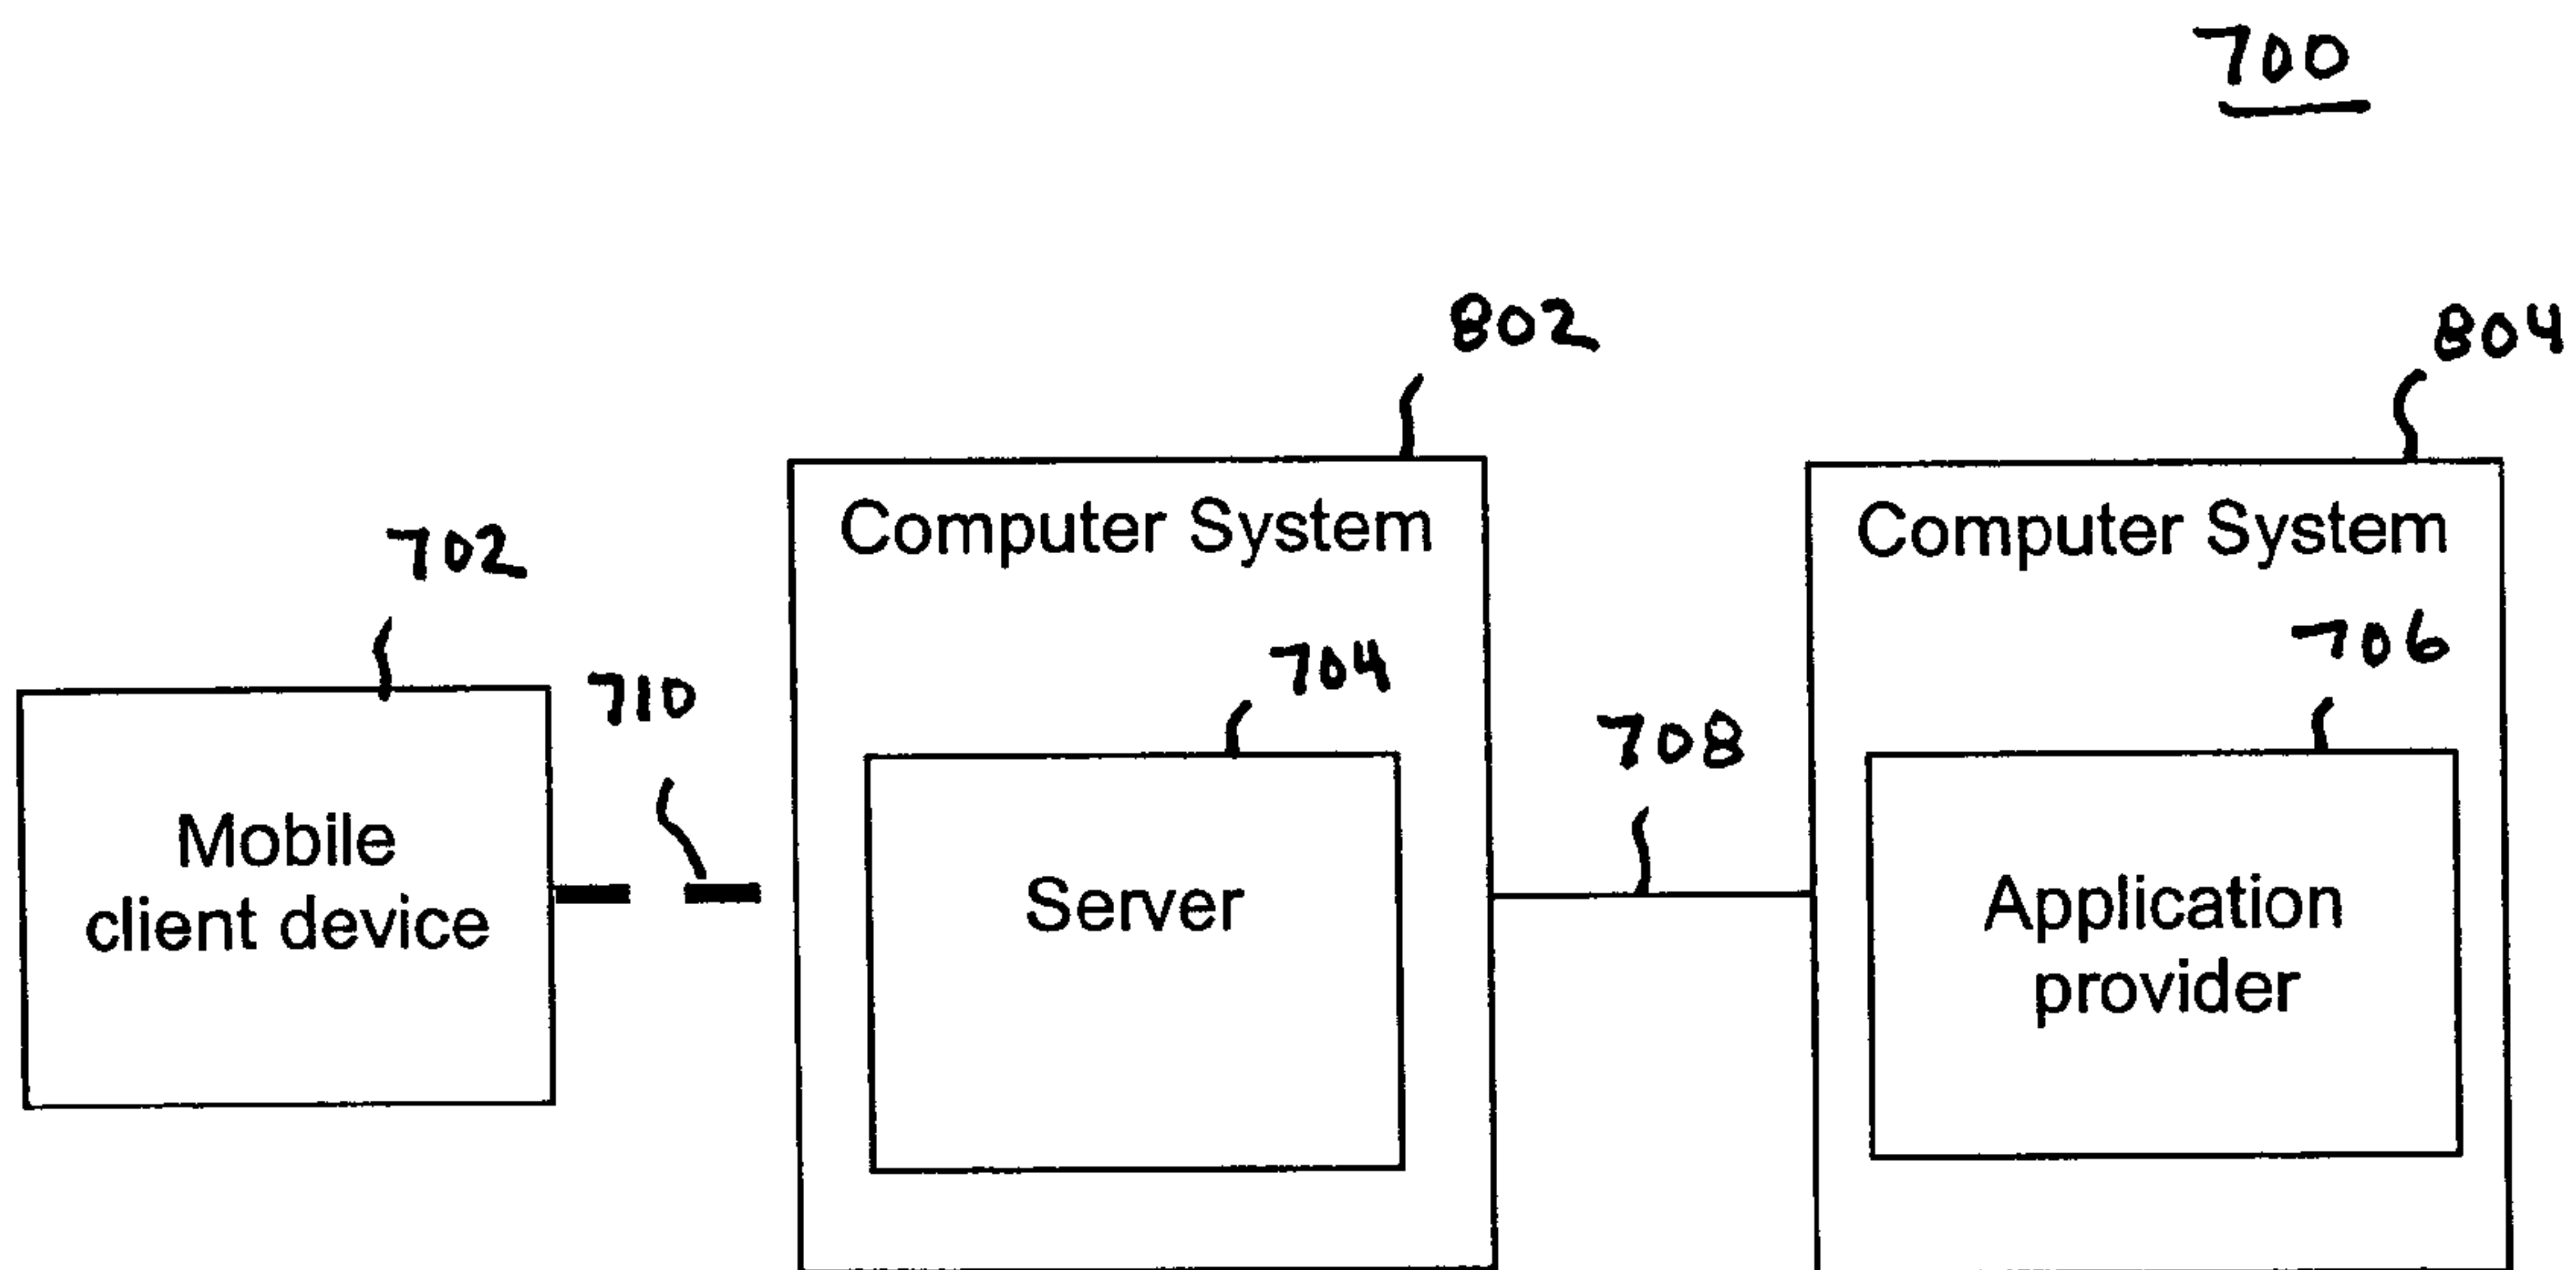 700
802
804
Computer System
Computer System
702
710
704
708
706
Mobile
client device
Server
Application
provider